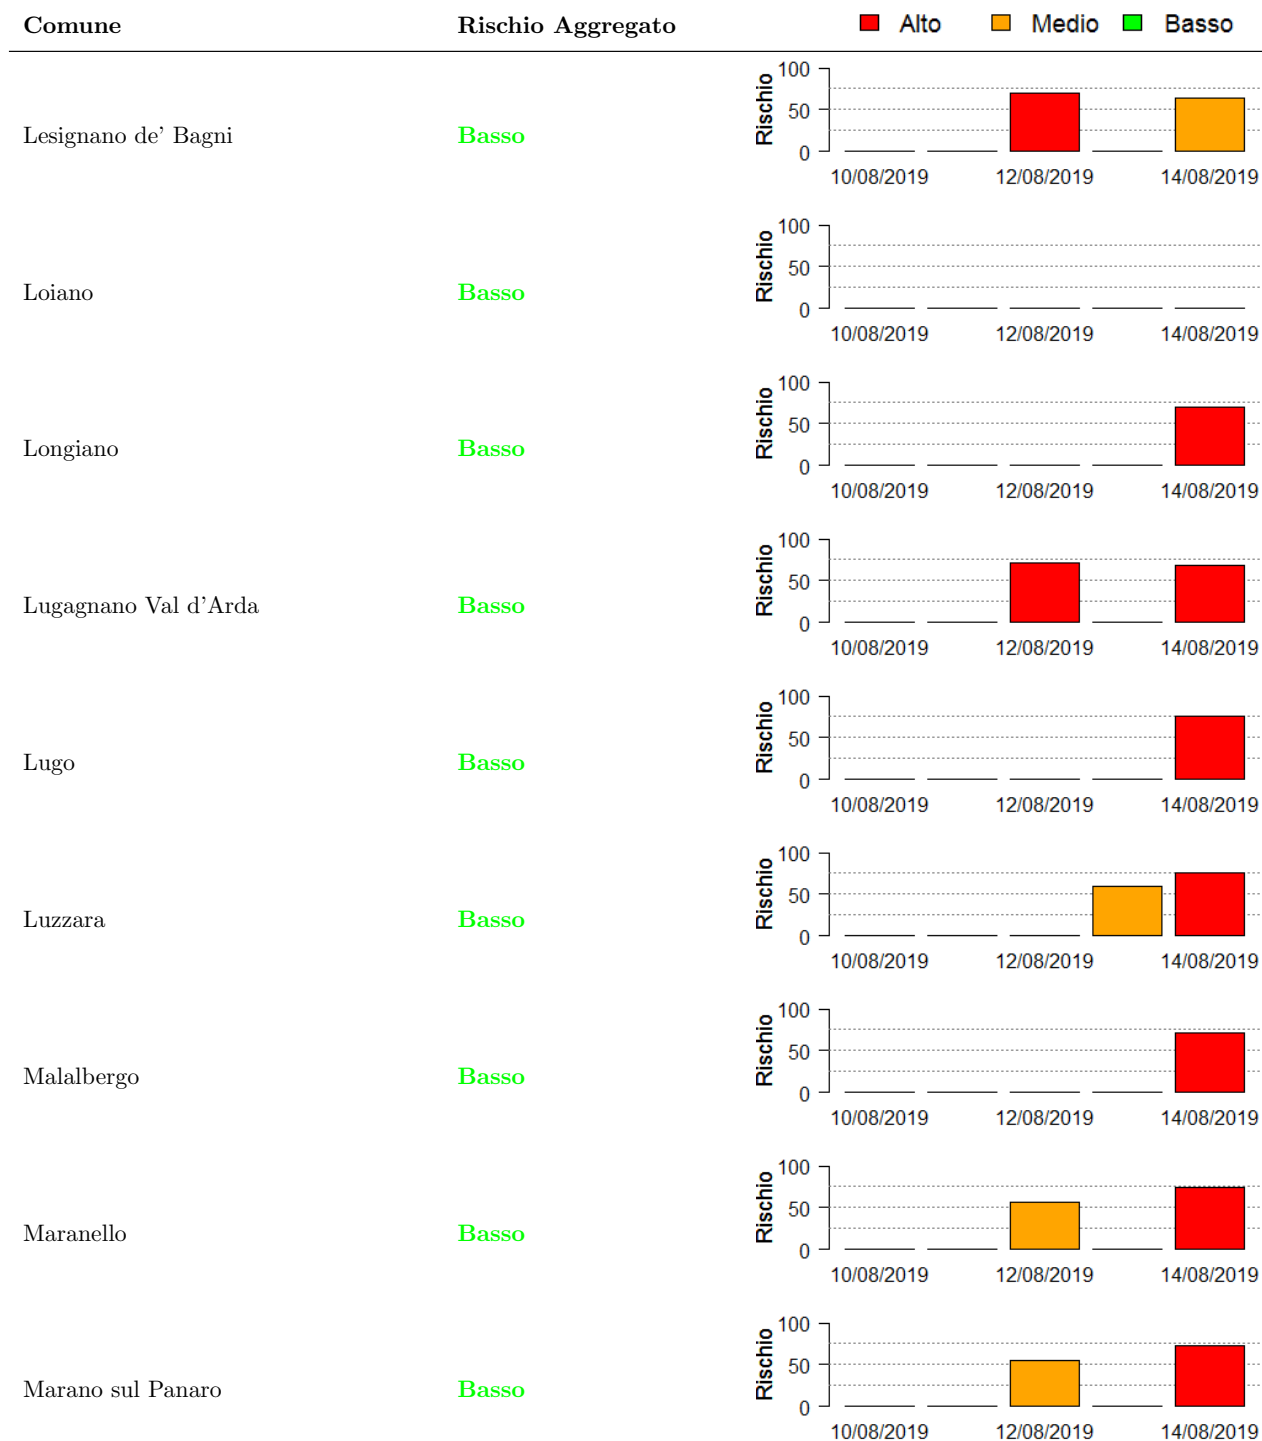 Comune Rischio Aggregato Alto Medio Basso
Rischio
100
50
0
Lesignano de' Bagni Basso
10/08/2019 12/08/2019 14/08/2019
Rischio
100
50
0
Loiano Basso
10/08/2019 12/08/2019 14/08/2019
Rischio
100
50
0
Longiano Basso
10/08/2019 12/08/2019 14/08/2019
Rischio
100
50
0
Lugagnano Val d'Arda Basso
10/08/2019 12/08/2019 14/08/2019
Rischio
100
50
0
Lugo Basso
10/08/2019 12/08/2019 14/08/2019
Rischio
100
50
0
Luzzara Basso
10/08/2019 12/08/2019 14/08/2019
Rischio
100
50
0
Malalbergo Basso
10/08/2019 12/08/2019 14/08/2019
Rischio
100
50
0
Maranello Basso
10/08/2019 12/08/2019 14/08/2019
Rischio
100
50
0
Marano sul Panaro Basso
10/08/2019 12/08/2019 14/08/2019